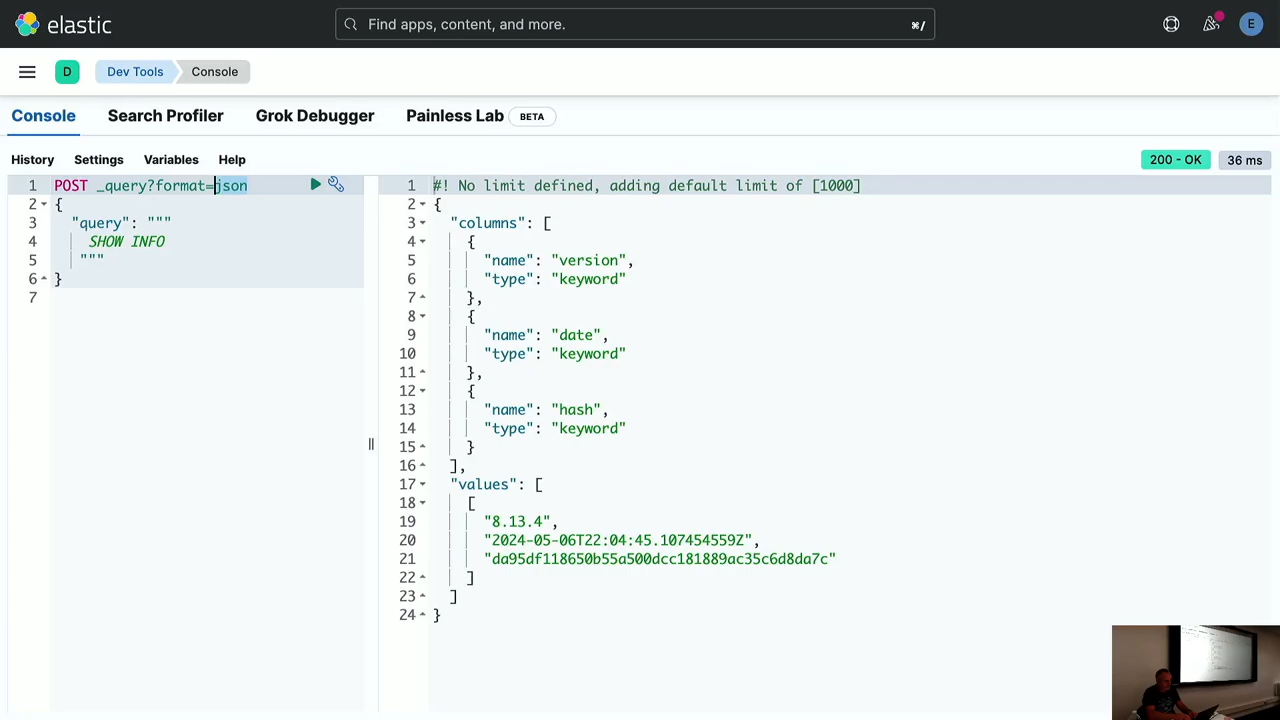 elastic
Find apps, content, and more.
⌘/
E
D
Dev Tools
Console
Console
Search Profiler
Grok Debugger
Painless Lab
BETA
History
Settings
Variables
Help
200 - OK
36 ms
1 POST _query?format=json
2 {
3 "query": """
4 SHOW INFO
5 """
6 }
7
1 #! No limit defined, adding default limit of [1000]
2 {
3 "columns": [
4 {
5 "name": "version",
6 "type": "keyword"
7 },
8 {
9 "name": "date",
10 "type": "keyword"
11 },
12 {
13 "name": "hash",
14 "type": "keyword"
15 }
16 ],
17 "values": [
18 [
19 "8.13.4",
20 "2024-05-06T22:04:45.107454559Z",
21 "da95df118650b55a500dcc181889ac35c6d8da7c"
22 ]
23 ]
24 }